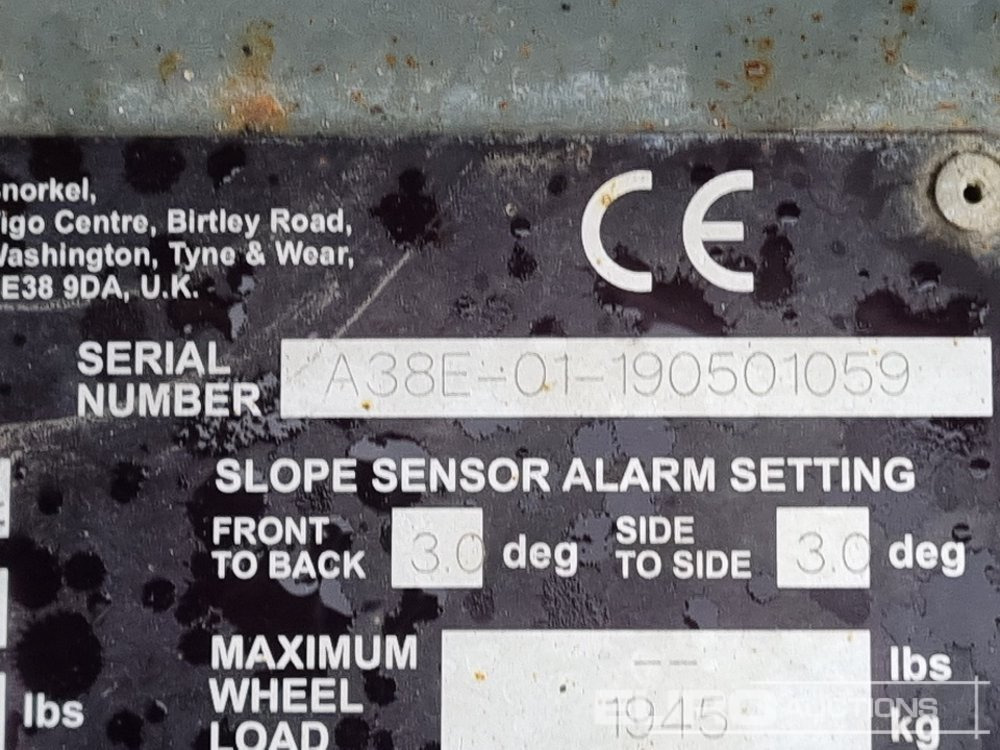 norkel,
igo Centre, Birtley Road,
Washington, Tyne & Wear,
E38 9DA, U.K.
CE
SERIAL NUMBER A38E-01-190501059
SLOPE SENSOR ALARM SETTING
FRONT TO BACK 3.0 deg SIDE TO SIDE 3.0 deg
MAXIMUM WHEEL LOAD -- lbs
1945 kg
lbs
EURO AUCTIONS